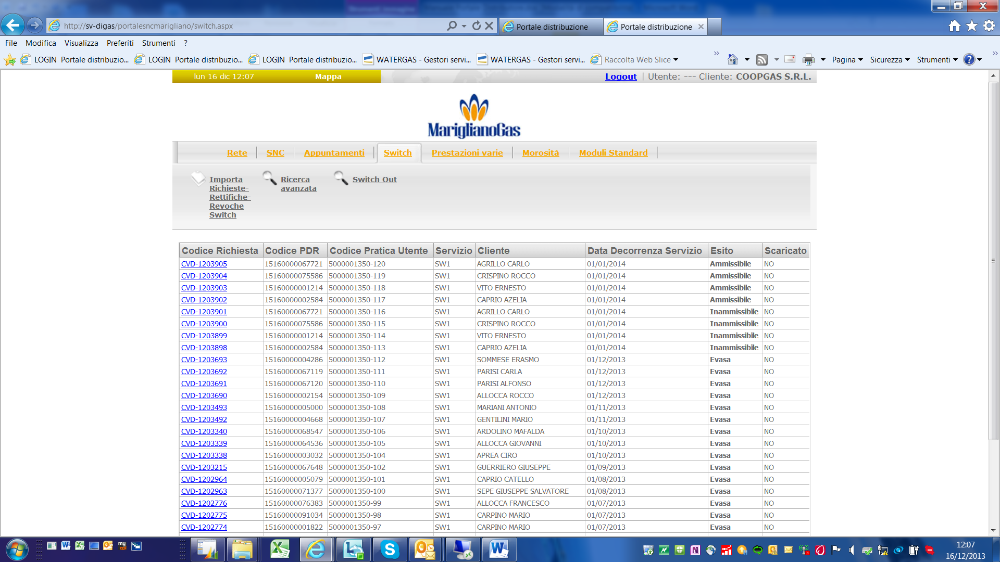 http://sv-digas/portalesncmarigliano/switch.aspx
Portale distribuzione
Portale distribuzione
File Modifica Visualizza Preferiti Strumenti ?
LOGIN Portale distribuzio... LOGIN Portale distribuzio... LOGIN Portale distribuzio... WATERGAS - Gestori servi... WATERGAS - Gestori servi... Raccolta Web Slice Pagina Sicurezza Strumenti
lun 16 dic 12:07 Mappa Logout | Utente: --- Cliente: COOPGAS S.R.L.
MariglianoGas
Rete SNC Appuntamenti Switch Prestazioni varie Morosità Moduli Standard
Importa
Richieste-
Rettifiche-
Revoche
Switch
Ricerca
avanzata
Switch Out
Codice Richiesta Codice PDR Codice Pratica Utente Servizio Cliente Data Decorrenza Servizio Esito Scaricato
CVD-1203905 15160000067721 5000001350-120 SW1 AGRILLO CARLO 01/01/2014 Ammissibile NO
CVD-1203904 15160000075586 5000001350-119 SW1 CRISPINO ROCCO 01/01/2014 Ammissibile NO
CVD-1203903 15160000001214 5000001350-118 SW1 VITO ERNESTO 01/01/2014 Ammissibile NO
CVD-1203902 15160000002584 5000001350-117 SW1 CAPRIO AZELIA 01/01/2014 Ammissibile NO
CVD-1203901 15160000067721 5000001350-116 SW1 AGRILLO CARLO 01/01/2014 Inammissibile NO
CVD-1203900 15160000075586 5000001350-115 SW1 CRISPINO ROCCO 01/01/2014 Inammissibile NO
CVD-1203899 15160000001214 5000001350-114 SW1 VITO ERNESTO 01/01/2014 Inammissibile NO
CVD-1203898 15160000002584 5000001350-113 SW1 CAPRIO AZELIA 01/01/2014 Inammissibile NO
CVD-1203693 15160000004286 5000001350-112 SW1 SOMMESE ERASMO 01/12/2013 Evasa NO
CVD-1203692 15160000067119 5000001350-111 SW1 PARISI CARLA 01/12/2013 Evasa NO
CVD-1203691 15160000067120 5000001350-110 SW1 PARISI ALFONSO 01/12/2013 Evasa NO
CVD-1203690 15160000002154 5000001350-109 SW1 ALLOCCA ROCCO 01/12/2013 Evasa NO
CVD-1203493 15160000005000 5000001350-108 SW1 MARIANI ANTONIO 01/11/2013 Evasa NO
CVD-1203492 15160000004668 5000001350-107 SW1 GENTILINI MARIO 01/11/2013 Evasa NO
CVD-1203340 15160000068547 5000001350-106 SW1 ARDOLINO MAFALDA 01/10/2013 Evasa NO
CVD-1203339 15160000064536 5000001350-105 SW1 ALLOCCA GIOVANNI 01/10/2013 Evasa NO
CVD-1203338 15160000003032 5000001350-104 SW1 APREA CIRO 01/10/2013 Evasa NO
CVD-1203215 15160000067648 5000001350-102 SW1 GUERRIERO GIUSEPPE 01/09/2013 Evasa NO
CVD-1202964 15160000005079 5000001350-101 SW1 CAPRIO CATELLO 01/08/2013 Evasa NO
CVD-1202963 15160000071377 5000001350-100 SW1 SEPE GIUSEPPE SALVATORE 01/08/2013 Evasa NO
CVD-1202776 15160000076383 5000001350-99 SW1 ALLOCCA FRANCESCO 01/07/2013 Evasa NO
CVD-1202775 15160000091034 5000001350-98 SW1 CARPINO MARIO 01/07/2013 Evasa NO
CVD-1202774 15160000001822 5000001350-97 SW1 CARPINO MARIO 01/07/2013 Evasa NO
12:07
16/12/2013